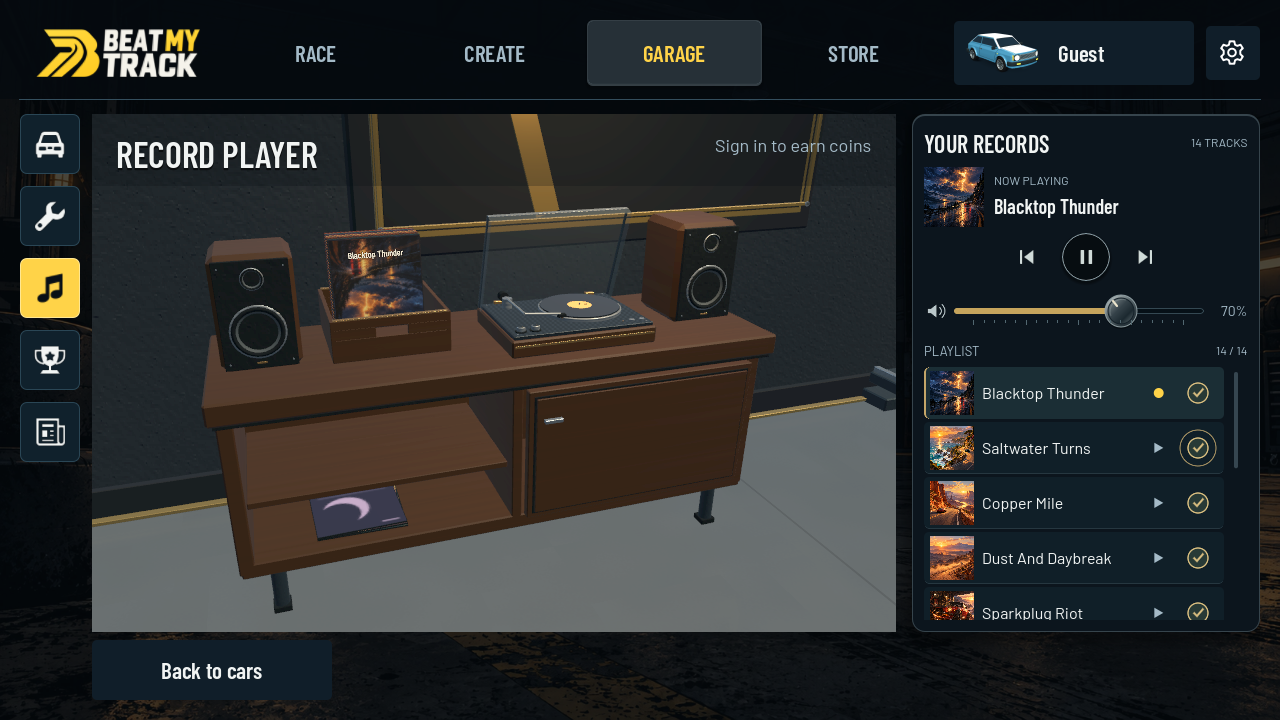 BEAT MY TRACK
RACE
CREATE
GARAGE
STORE
Guest
RECORD PLAYER
Sign in to earn coins
Blacktop Thunder
YOUR RECORDS
14 TRACKS
NOW PLAYING
Blacktop Thunder
70%
PLAYLIST
14 / 14
Blacktop Thunder
Saltwater Turns
Copper Mile
Dust And Daybreak
Sparkplug Riot
Back to cars